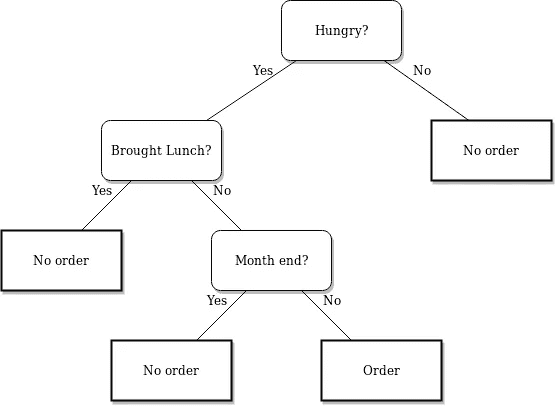 Hungry?
Yes
No
Brought Lunch?
No order
Yes
No
No order
Month end?
Yes
No
No order
Order